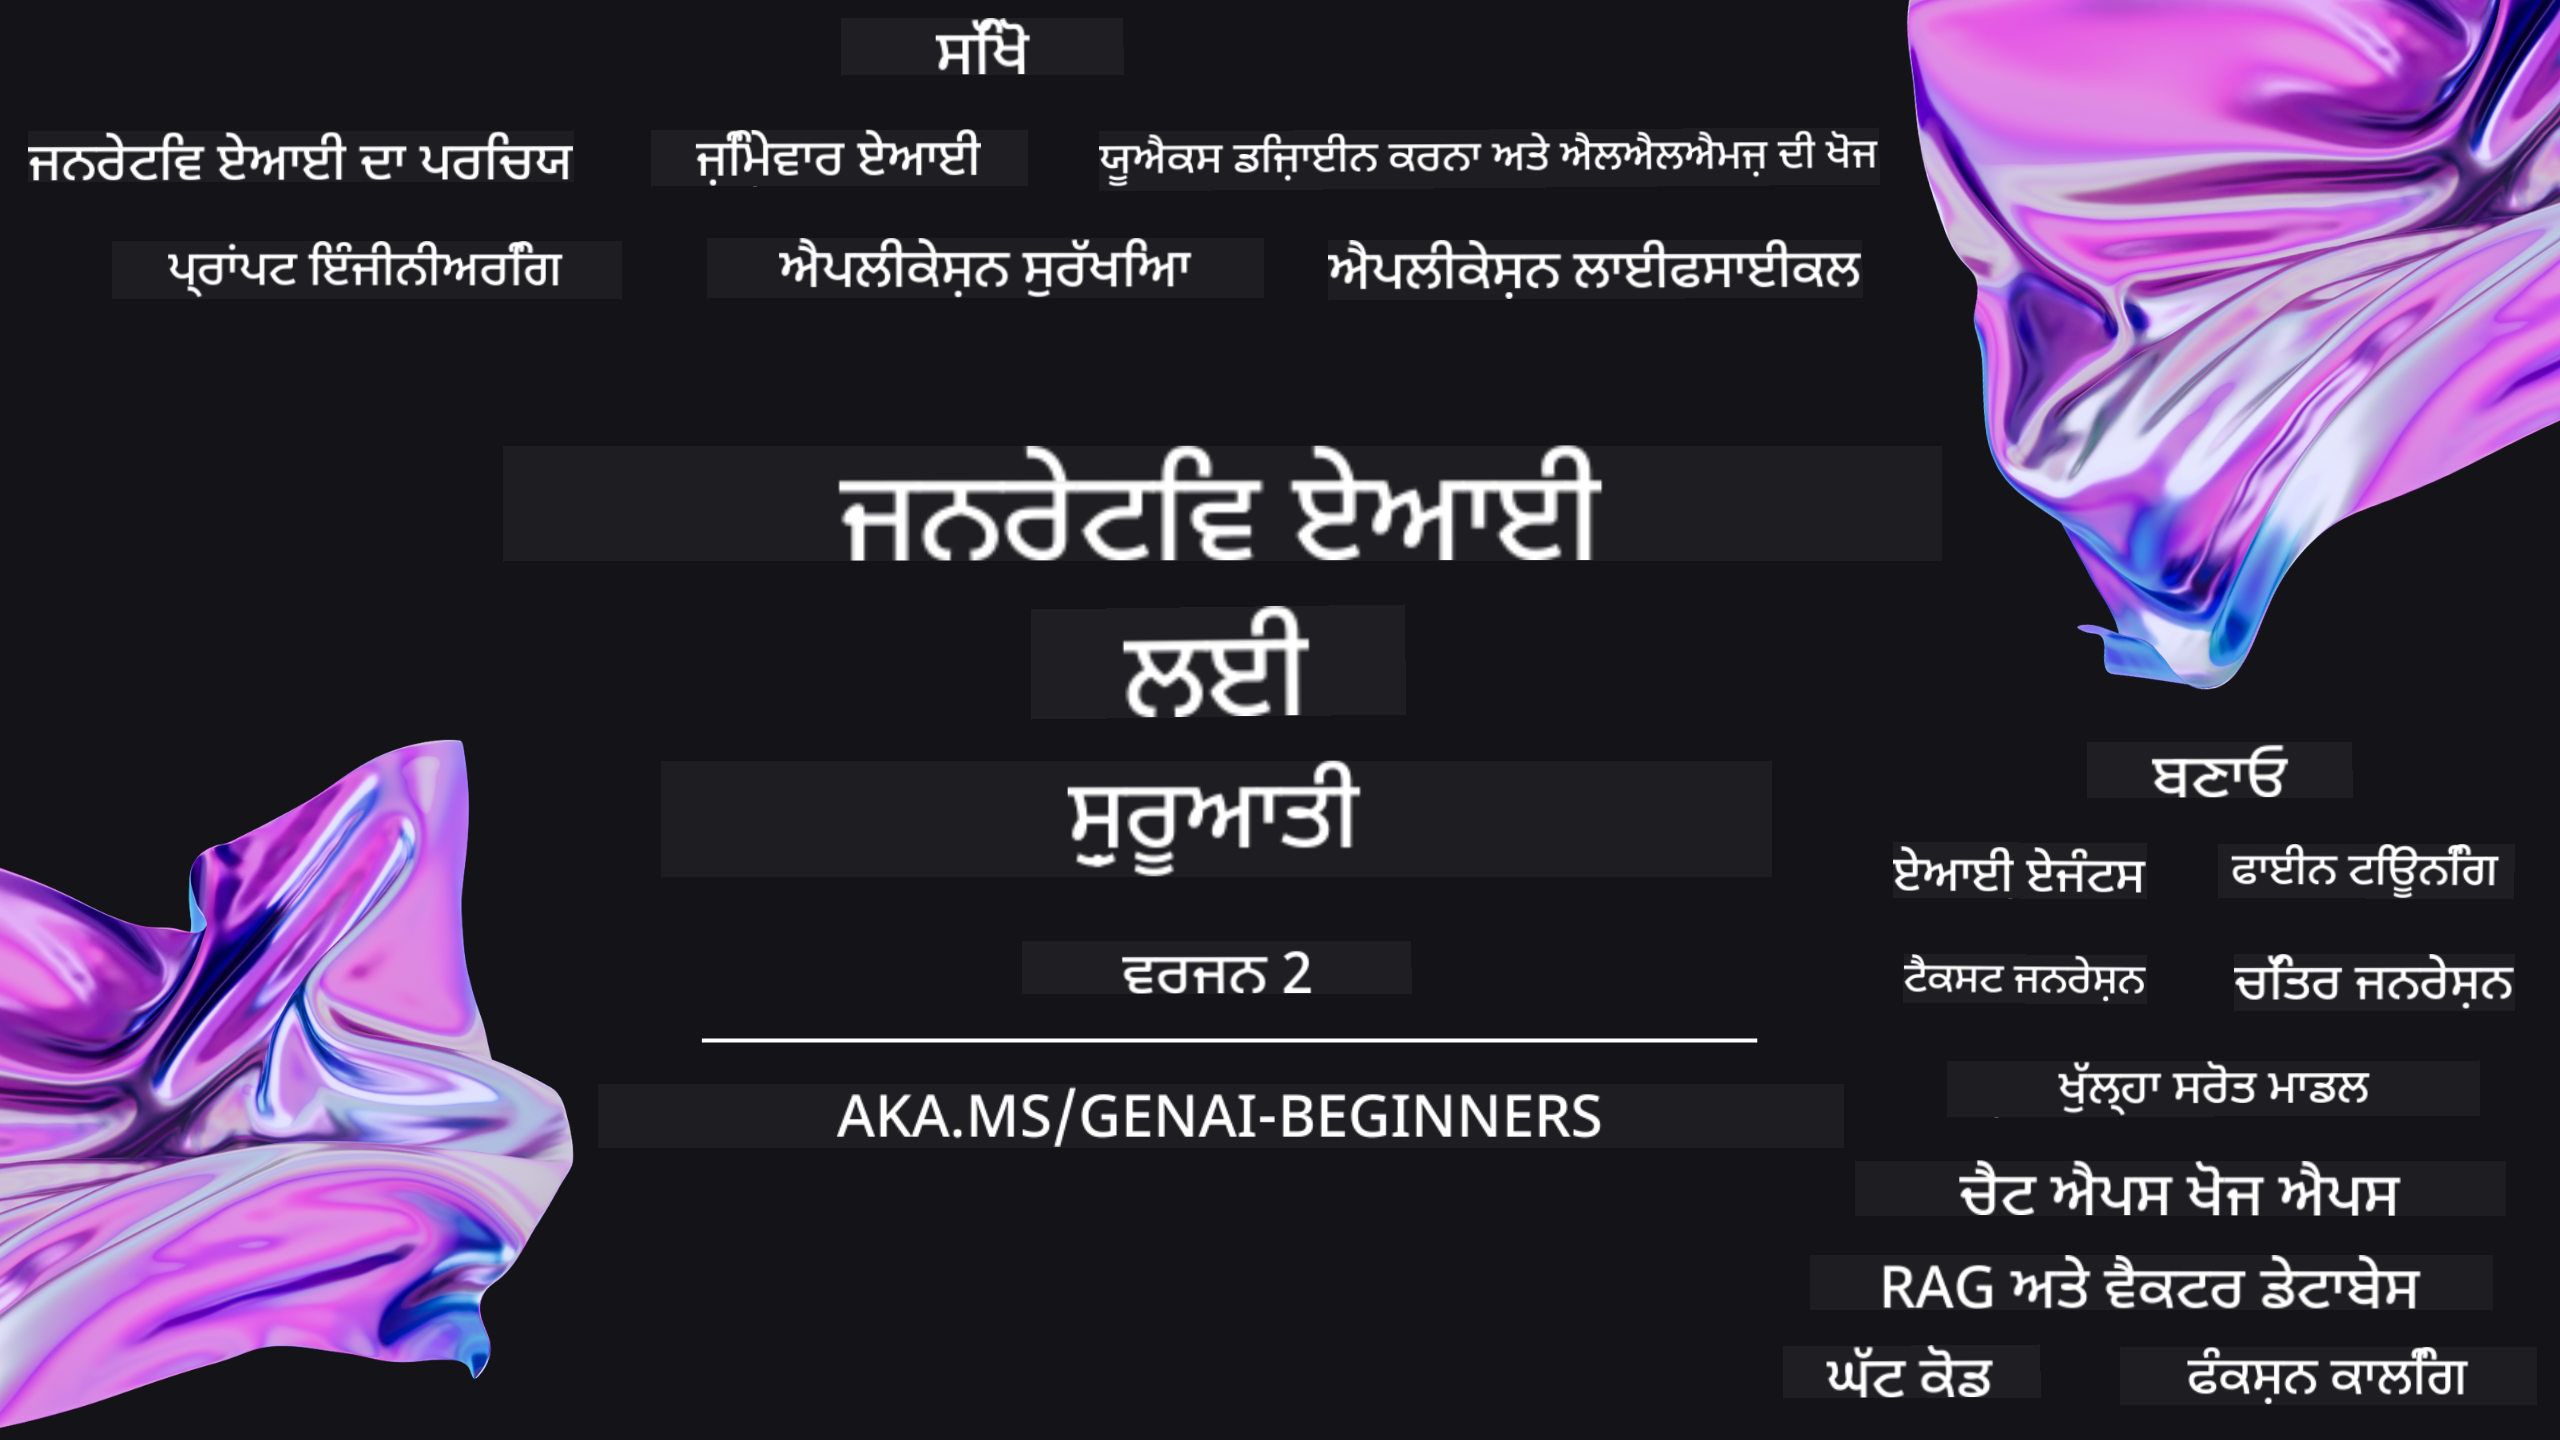 ਸਿੱਖੋ
ਜਨਰੇਟਿਵ ਏਆਈ ਦਾ ਪਰਿਚਯ
ਜ਼ਿੰਮੇਵਾਰ ਏਆਈ
ਯੂਐਕਸ ਡਿਜ਼ਾਈਨ ਕਰਨਾ ਅਤੇ ਐਲਐਲਐਮਜ਼ ਦੀ ਖੋਜ
ਪ੍ਰਾਂਪਟ ਇੰਜੀਨੀਅਰਿੰਗ
ਐਪਲੀਕੇਸ਼ਨ ਸੁਰੱਖਿਆ
ਐਪਲੀਕੇਸ਼ਨ ਲਾਈਫਸਾਈਕਲ
ਜਨਰੇਟਿਵ ਏਆਈ
ਲਈ
ਸ਼ੁਰੂਆਤੀ
ਵਰਜਨ 2
AKA.MS/GENAI-BEGINNERS
ਬਣਾਓ
ਏਆਈ ਏਜੰਟਸ
ਫਾਈਨ ਟਿਊਨਿੰਗ
ਟੈਕਸਟ ਜਨਰੇਸ਼ਨ
ਚਿੱਤਰ ਜਨਰੇਸ਼ਨ
ਖੁੱਲ੍ਹਾ ਸਰੋਤ ਮਾਡਲ
ਚੈਟ ਐਪਸ ਖੋਜ ਐਪਸ
RAG ਅਤੇ ਵੈਕਟਰ ਡੇਟਾਬੇਸ
ਘੱਟ ਕੋਡ
ਫੰਕਸ਼ਨ ਕਾਲਿੰਗ